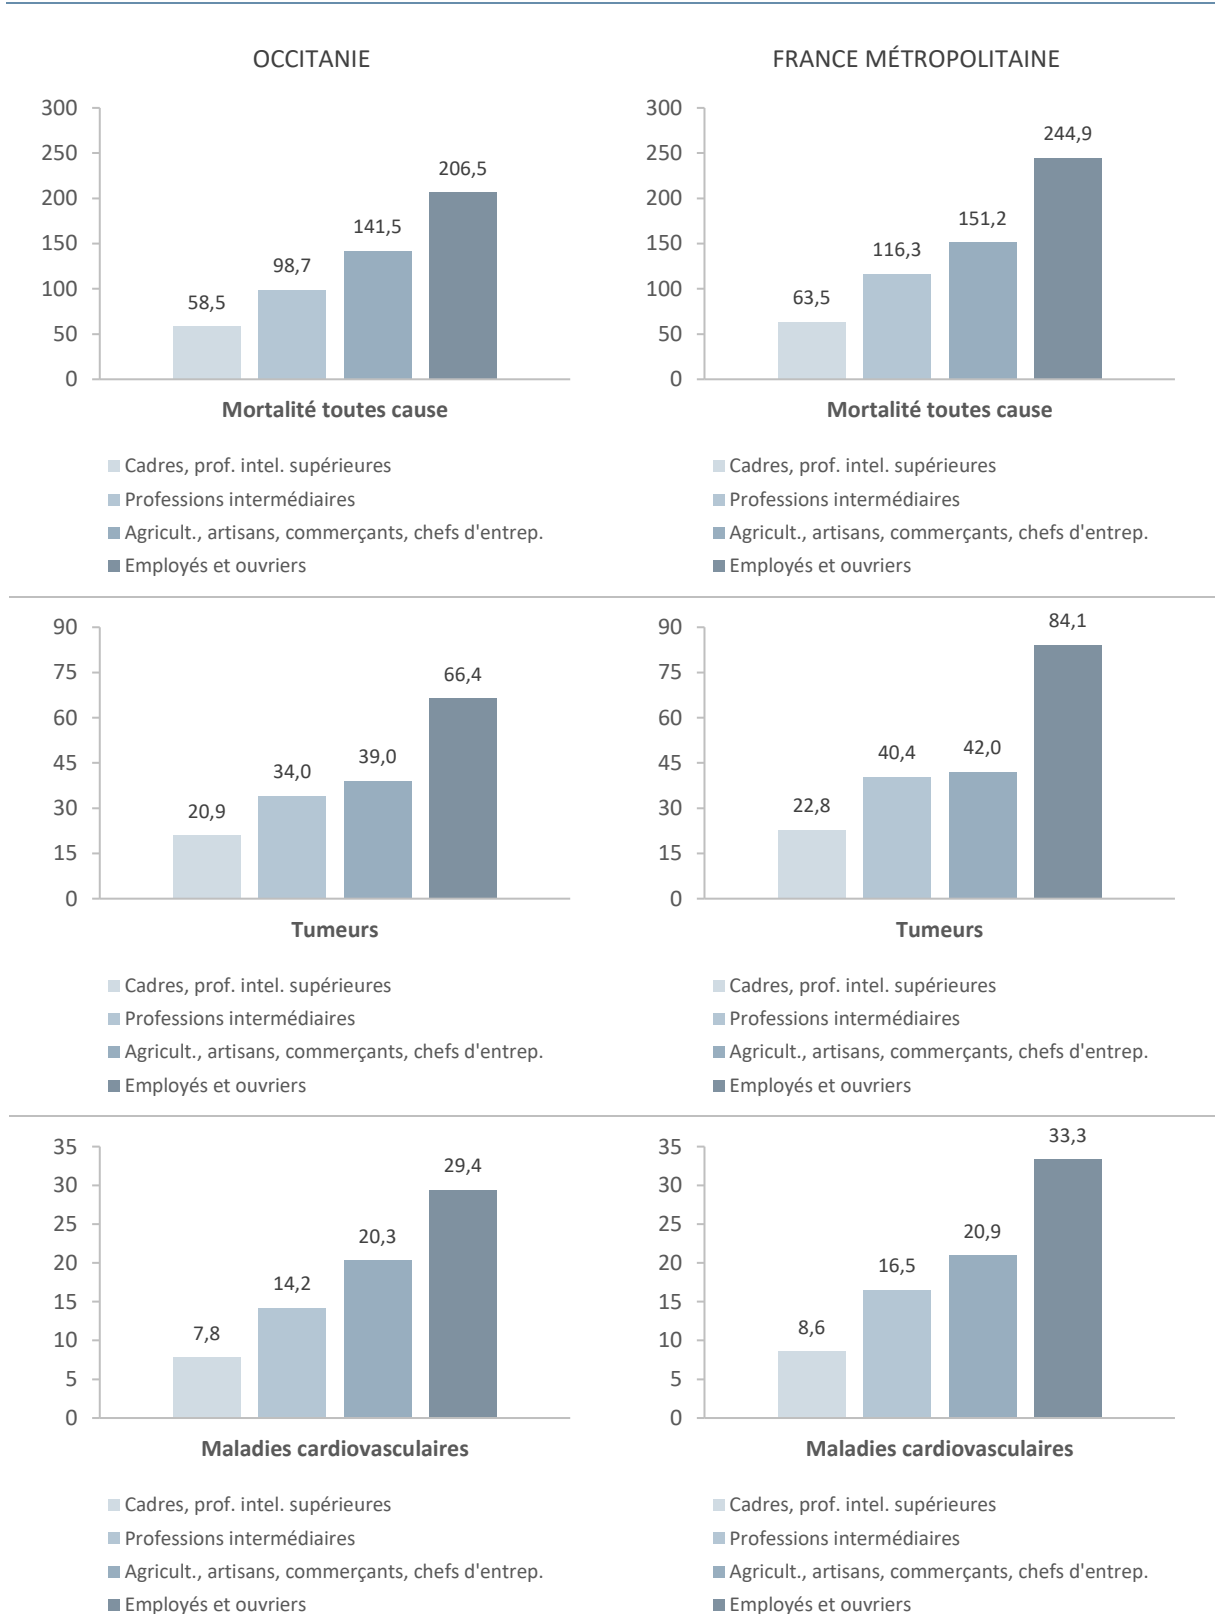 OCCITANIE
FRANCE MÉTROPOLITAINE
300
250
200
150
100
50
0
58,5
98,7
141,5
206,5
Mortalité toutes cause
Cadres, prof. intel. supérieures
Professions intermédiaires
Agricult., artisans, commerçants, chefs d'entrep.
Employés et ouvriers
300
250
200
150
100
50
0
63,5
116,3
151,2
244,9
Mortalité toutes cause
Cadres, prof. intel. supérieures
Professions intermédiaires
Agricult., artisans, commerçants, chefs d'entrep.
Employés et ouvriers
90
75
60
45
30
15
0
20,9
34,0
39,0
66,4
Tumeurs
Cadres, prof. intel. supérieures
Professions intermédiaires
Agricult., artisans, commerçants, chefs d'entrep.
Employés et ouvriers
90
75
60
45
30
15
0
22,8
40,4
42,0
84,1
Tumeurs
Cadres, prof. intel. supérieures
Professions intermédiaires
Agricult., artisans, commerçants, chefs d'entrep.
Employés et ouvriers
35
30
25
20
15
10
5
0
7,8
14,2
20,3
29,4
Maladies cardiovasculaires
Cadres, prof. intel. supérieures
Professions intermédiaires
Agricult., artisans, commerçants, chefs d'entrep.
Employés et ouvriers
35
30
25
20
15
10
5
0
8,6
16,5
20,9
33,3
Maladies cardiovasculaires
Cadres, prof. intel. supérieures
Professions intermédiaires
Agricult., artisans, commerçants, chefs d'entrep.
Employés et ouvriers